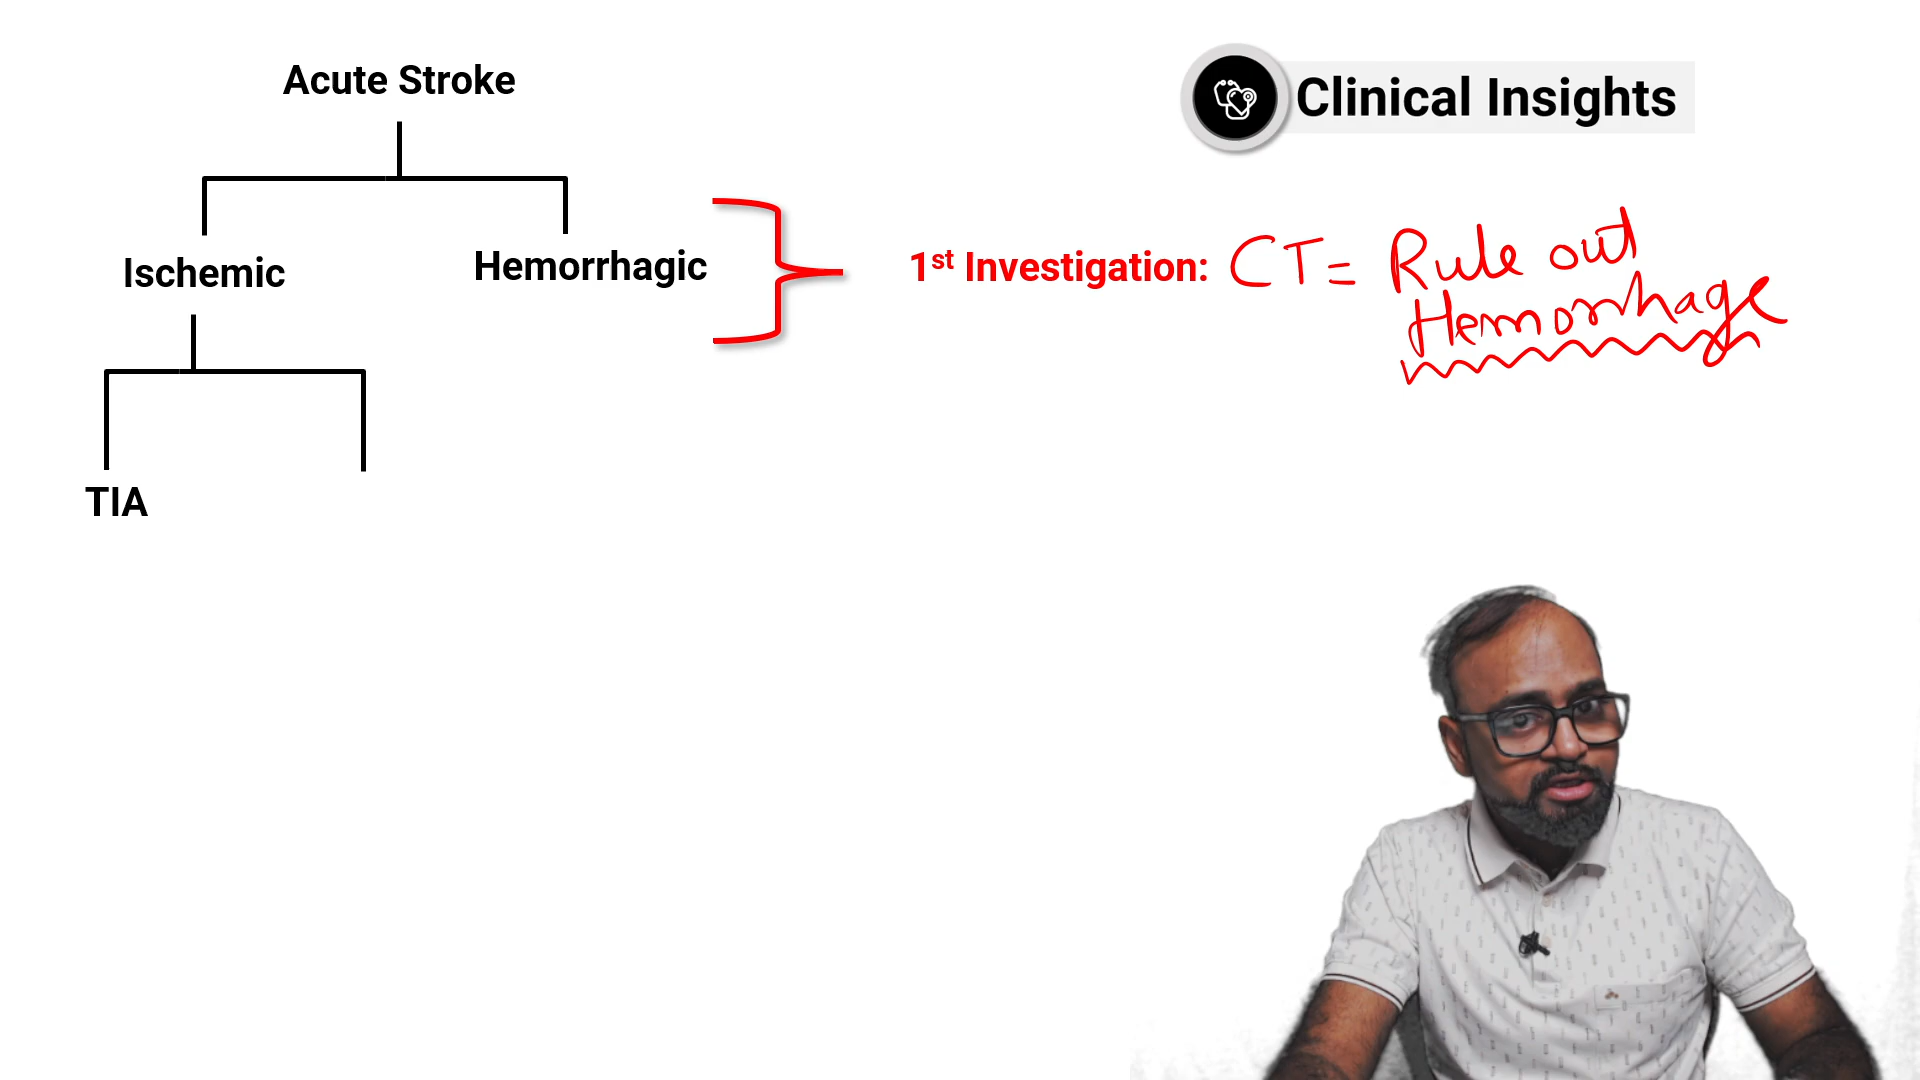 Acute Stroke
Clinical Insights
Ischemic
Hemorrhagic
1st Investigation: CT = Rule out
Hemorrhage
TIA